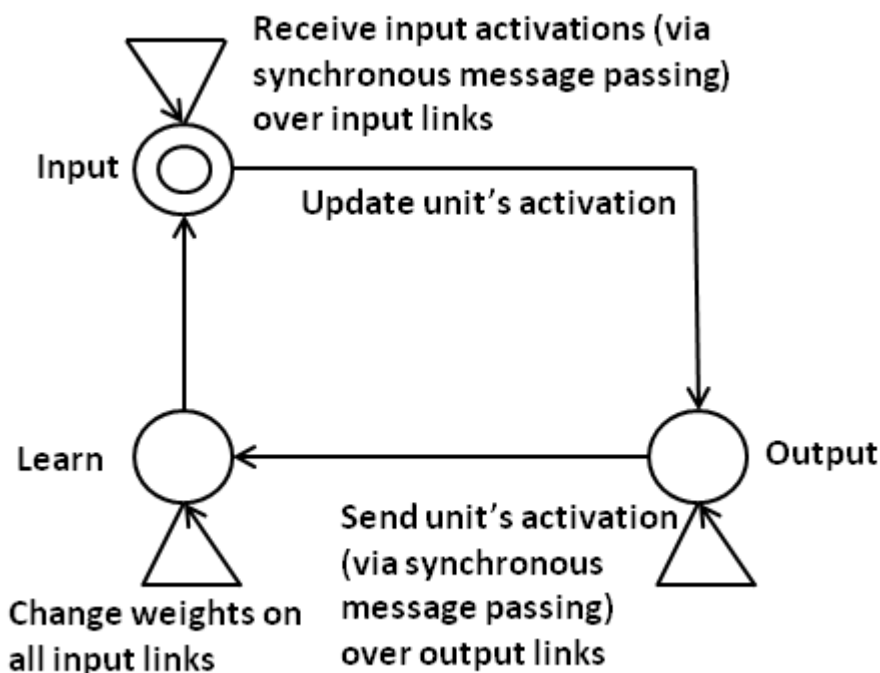 Receive input activations (via
synchronous message passing)
over input links
Input
Update unit’s activation
Learn
Output
Send unit’s activation
(via synchronous
message passing)
over output links
Change weights on
all input links